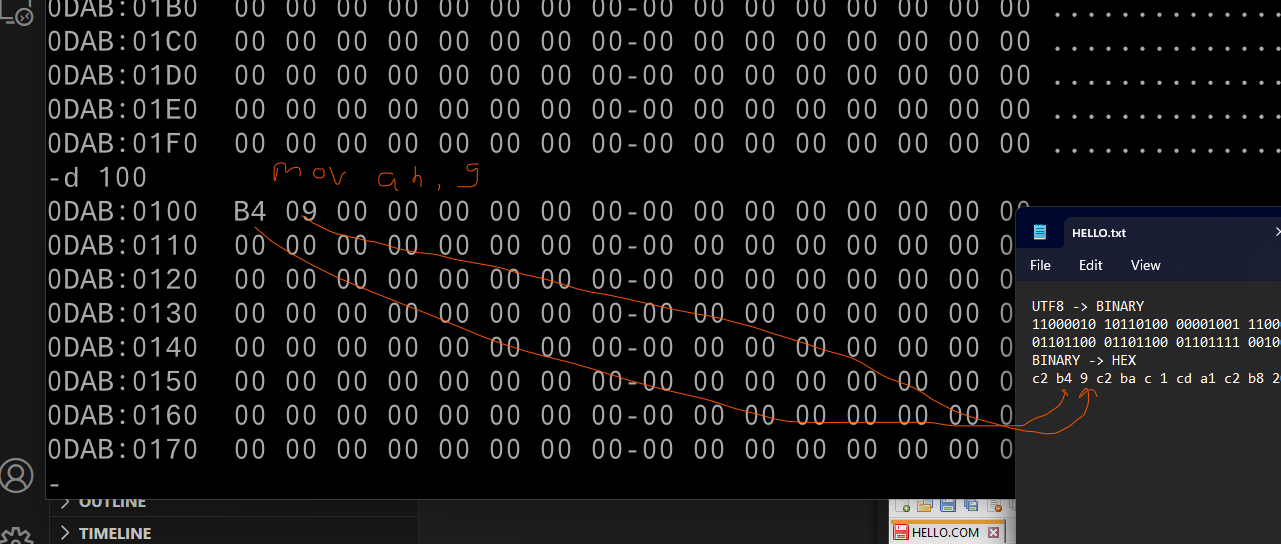 0DAB:01B0 00 00 00 00 00 00 00 00-00 00 00 00 00 00 00 00 ................
0DAB:01C0 00 00 00 00 00 00 00 00-00 00 00 00 00 00 00 00 ..............
0DAB:01D0 00 00 00 00 00 00 00 00-00 00 00 00 00 00 00 00 ..............
0DAB:01E0 00 00 00 00 00 00 00 00-00 00 00 00 00 00 00 00 ..............
0DAB:01F0 00 00 00 00 00 00 00 00-00 00 00 00 00 00 00 00 ..............
-d 100
mov ah, 9
0DAB:0100 B4 09 00 00 00 00 00 00-00 00 00 00 00 00 00 0
0DAB:0110 00 00 00 00 00 00 00 00-00 00 00 00 00 00 00 0
0DAB:0120 00 00 00 00 00 00 00 00-00 00 00 00 00 00 00 0
0DAB:0130 00 00 00 00 00 00 00 00-00 00 00 00 00 00 00 0
0DAB:0140 00 00 00 00 00 00 00 00-00 00 00 00 00 00 00 0
0DAB:0150 00 00 00 00 00 00 00 00-00 00 00 00 00 00 00 0
0DAB:0160 00 00 00 00 00 00 00 00-00 00 00 00 00 00 00 0
0DAB:0170 00 00 00 00 00 00 00 00-00 00 00 00 00 00 00 0
-
HELLO.txt
File Edit View
UTF8 -> BINARY
11000010 10110100 00001001 1100
01101100 01101100 01101111 0010
BINARY -> HEX
c2 b4 9 c2 ba c 1 cd a1 c2 b8 2
OUTLINE
TIMELINE
HELLO.COM